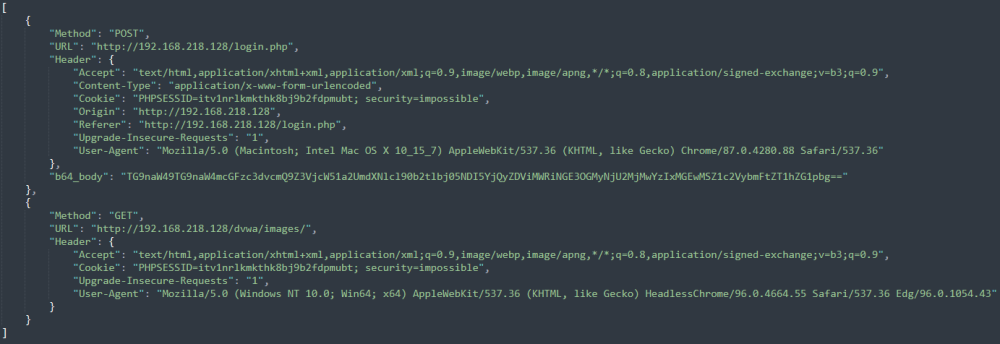 [
{
"Method": "POST",
"URL": "http://192.168.218.128/login.php",
"Header": {
"Accept": "text/html,application/xhtml+xml,application/xml;q=0.9,image/webp,image/apng,*/*;q=0.8,application/signed-exchange;v=b3;q=0.9",
"Content-Type": "application/x-www-form-urlencoded",
"Cookie": "PHPSESSID=itv1nrlkmkthk8bj9b2fdpmubt; security=impossible",
"Origin": "http://192.168.218.128",
"Referer": "http://192.168.218.128/login.php",
"Upgrade-Insecure-Requests": "1",
"User-Agent": "Mozilla/5.0 (Macintosh; Intel Mac OS X 10_15_7) AppleWebKit/537.36 (KHTML, like Gecko) Chrome/87.0.4280.88 Safari/537.36"
},
"b64_body": "TG9naW49TG9naW4mcGFzc3dvcmQ9Z3VjcW51a2UmdXNlcl90b2tlbj05NDI5YjQyZDViMWRiNGE3OGMyNjU2MjMwYzIxMGEwMSZ1c2VybmFtZT1hZG1pbg=="
},
{
"Method": "GET",
"URL": "http://192.168.218.128/dvwa/images/",
"Header": {
"Accept": "text/html,application/xhtml+xml,application/xml;q=0.9,image/webp,image/apng,*/*;q=0.8,application/signed-exchange;v=b3;q=0.9",
"Cookie": "PHPSESSID=itv1nrlkmkthk8bj9b2fdpmubt; security=impossible",
"Upgrade-Insecure-Requests": "1",
"User-Agent": "Mozilla/5.0 (Windows NT 10.0; Win64; x64) AppleWebKit/537.36 (KHTML, like Gecko) HeadlessChrome/96.0.4664.55 Safari/537.36 Edg/96.0.1054.43"
}
}
]